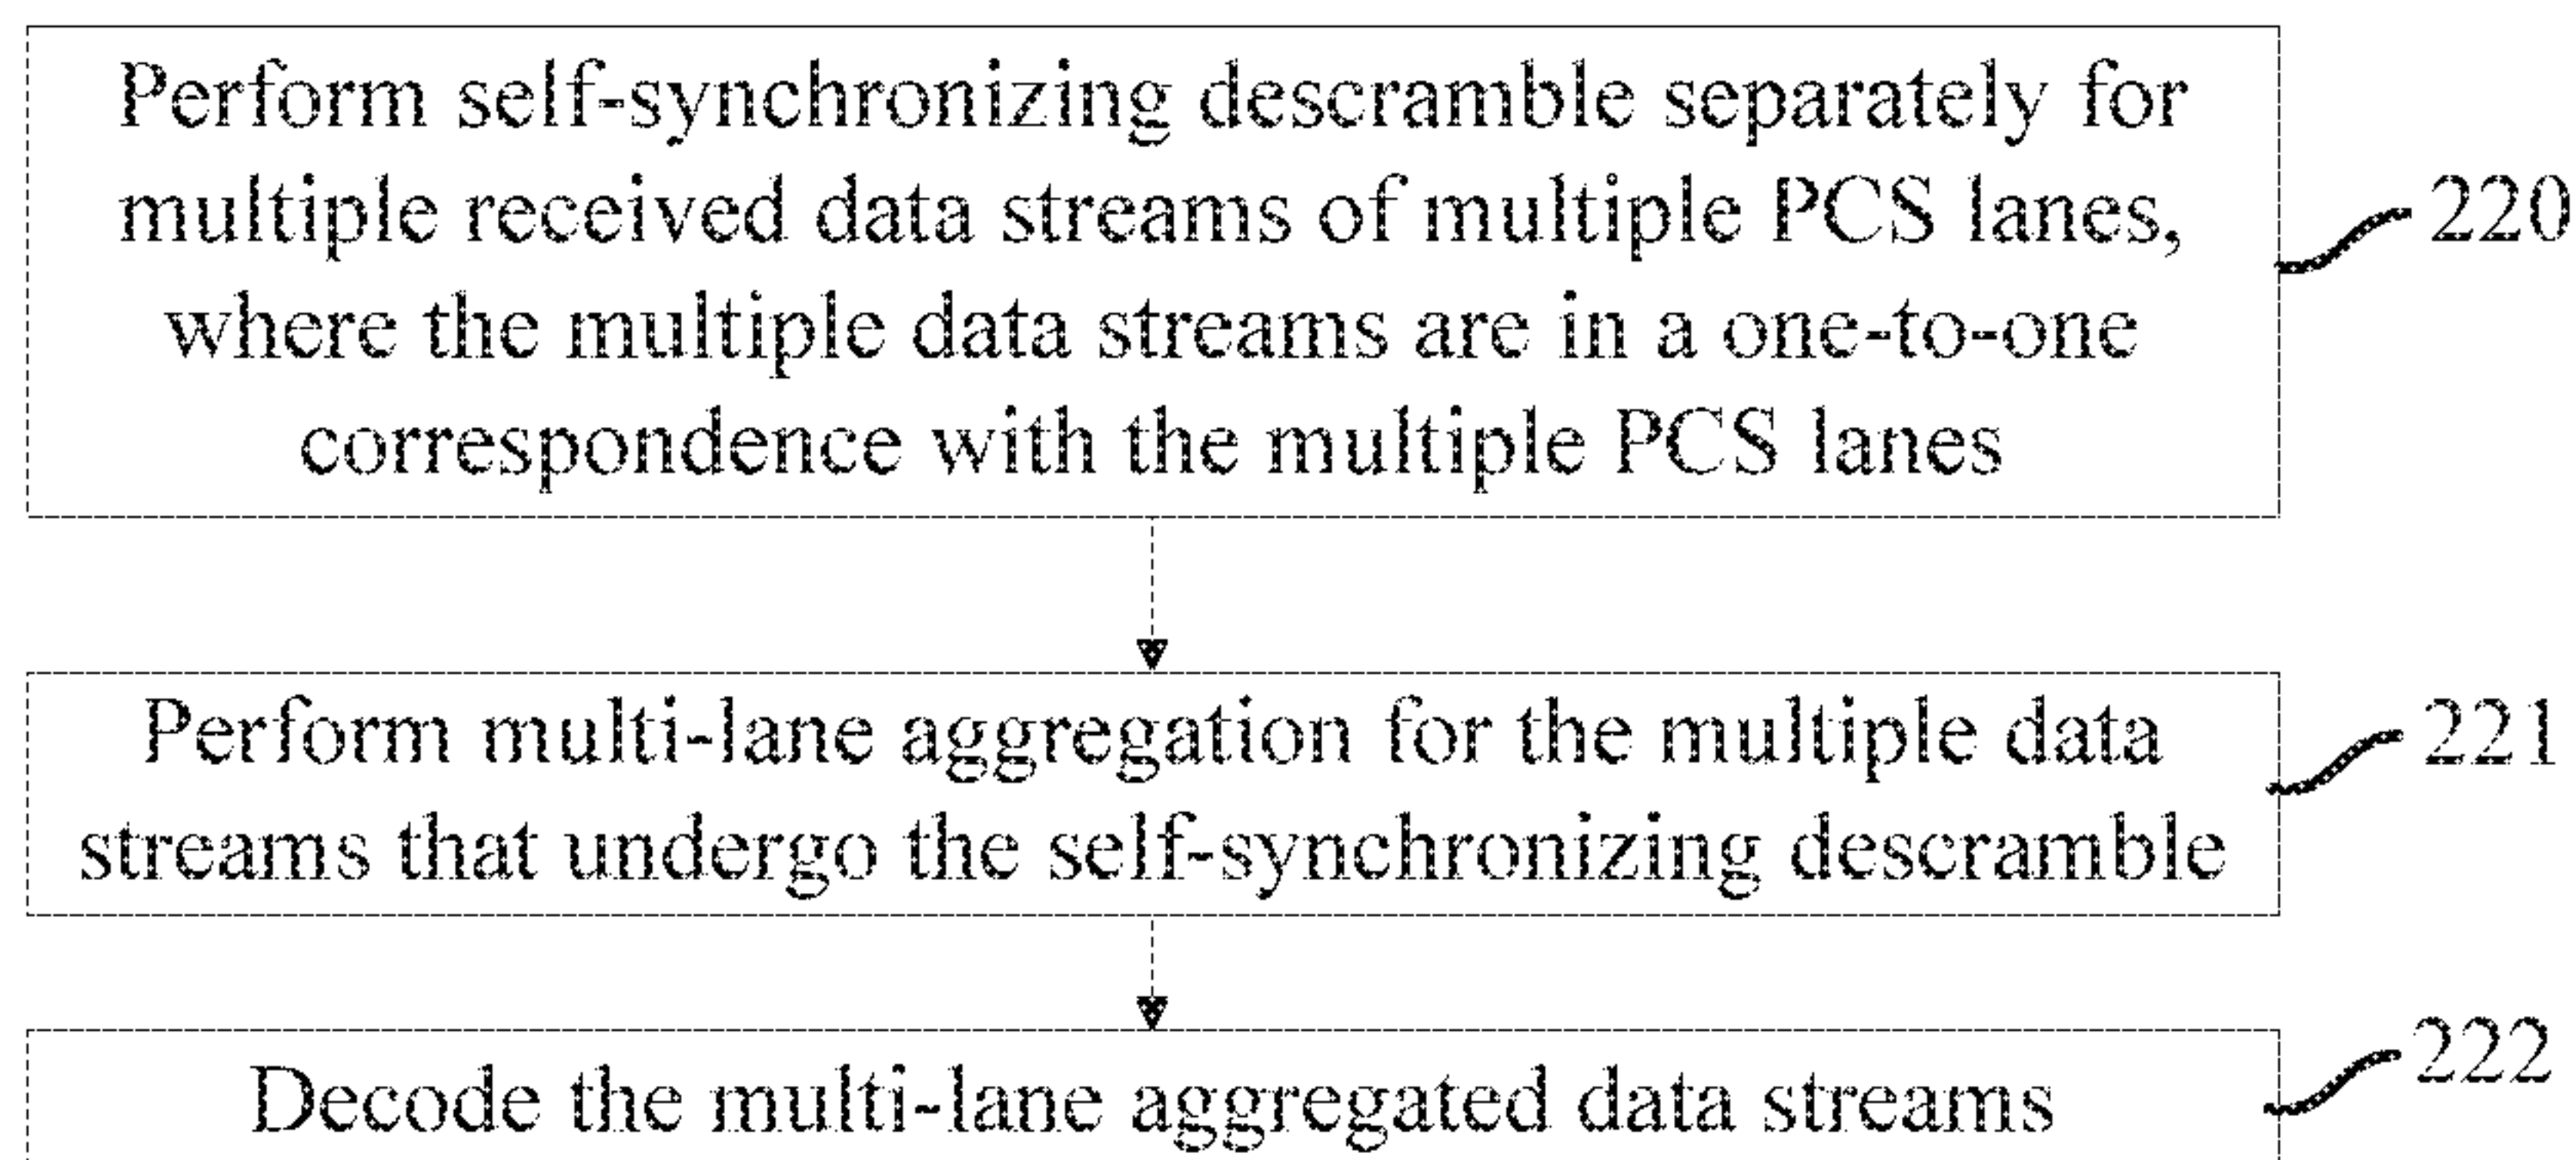 Perform self-synchronizing descramble separately for
multiple received data streams of multiple PCS lanes,
where the multiple data streams are in a one-to-one
correspondence with the multiple PCS lanes
220
Perform multi-lane aggregation for the multiple data
streams that undergo the self-synchronizing descramble
221
Decode the multi-lane aggregated data streams
222